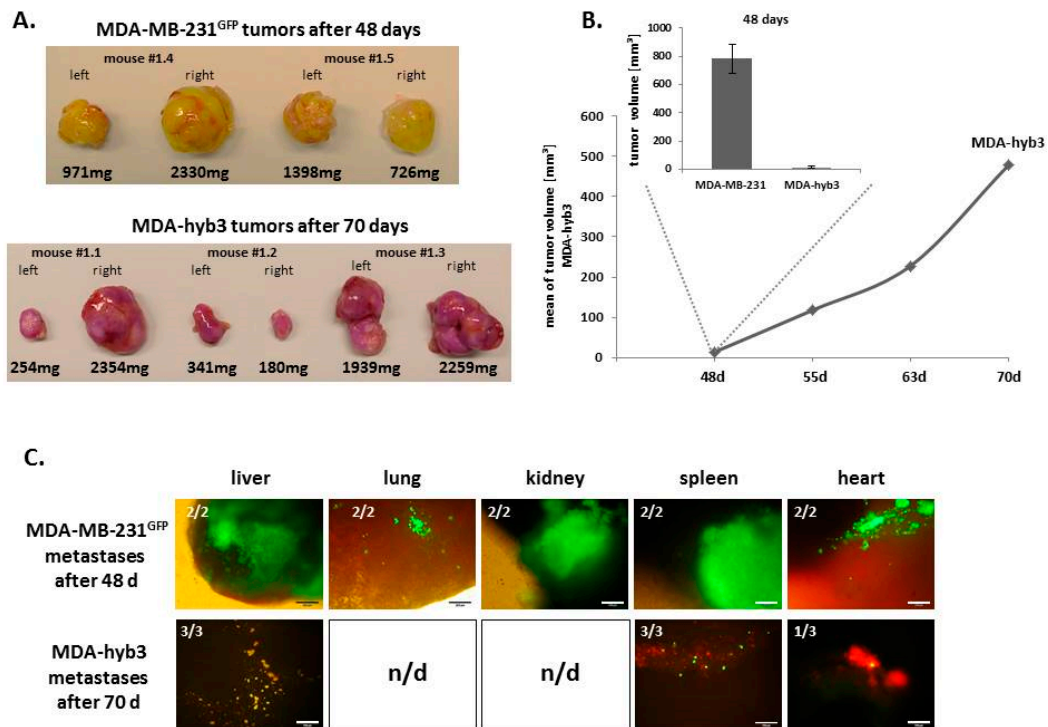 A.
MDA-MB-231GFP tumors after 48 days
mouse #1.4 mouse #1.5
left right left right
971mg 2330mg 1398mg 726mg
MDA-hyb3 tumors after 70 days
mouse #1.1 mouse #1.2 mouse #1.3
left right left right left right
254mg 2354mg 341mg 180mg 1939mg 2259mg
B.
48 days
tumor volume [mm³]
1000
800
600
400
200
0
MDA-MB-231 MDA-hyb3
mean of tumor volume [mm³]
MDA-hyb3
600
500
400
300
200
100
0
MDA-hyb3
48d 55d 63d 70d
C.
liver lung kidney spleen heart
MDA-MB-231GFP
metastases
after 48 d
2/2 2/2 2/2 2/2 2/2
MDA-hyb3
metastases
after 70 d
3/3 n/d n/d 3/3 1/3